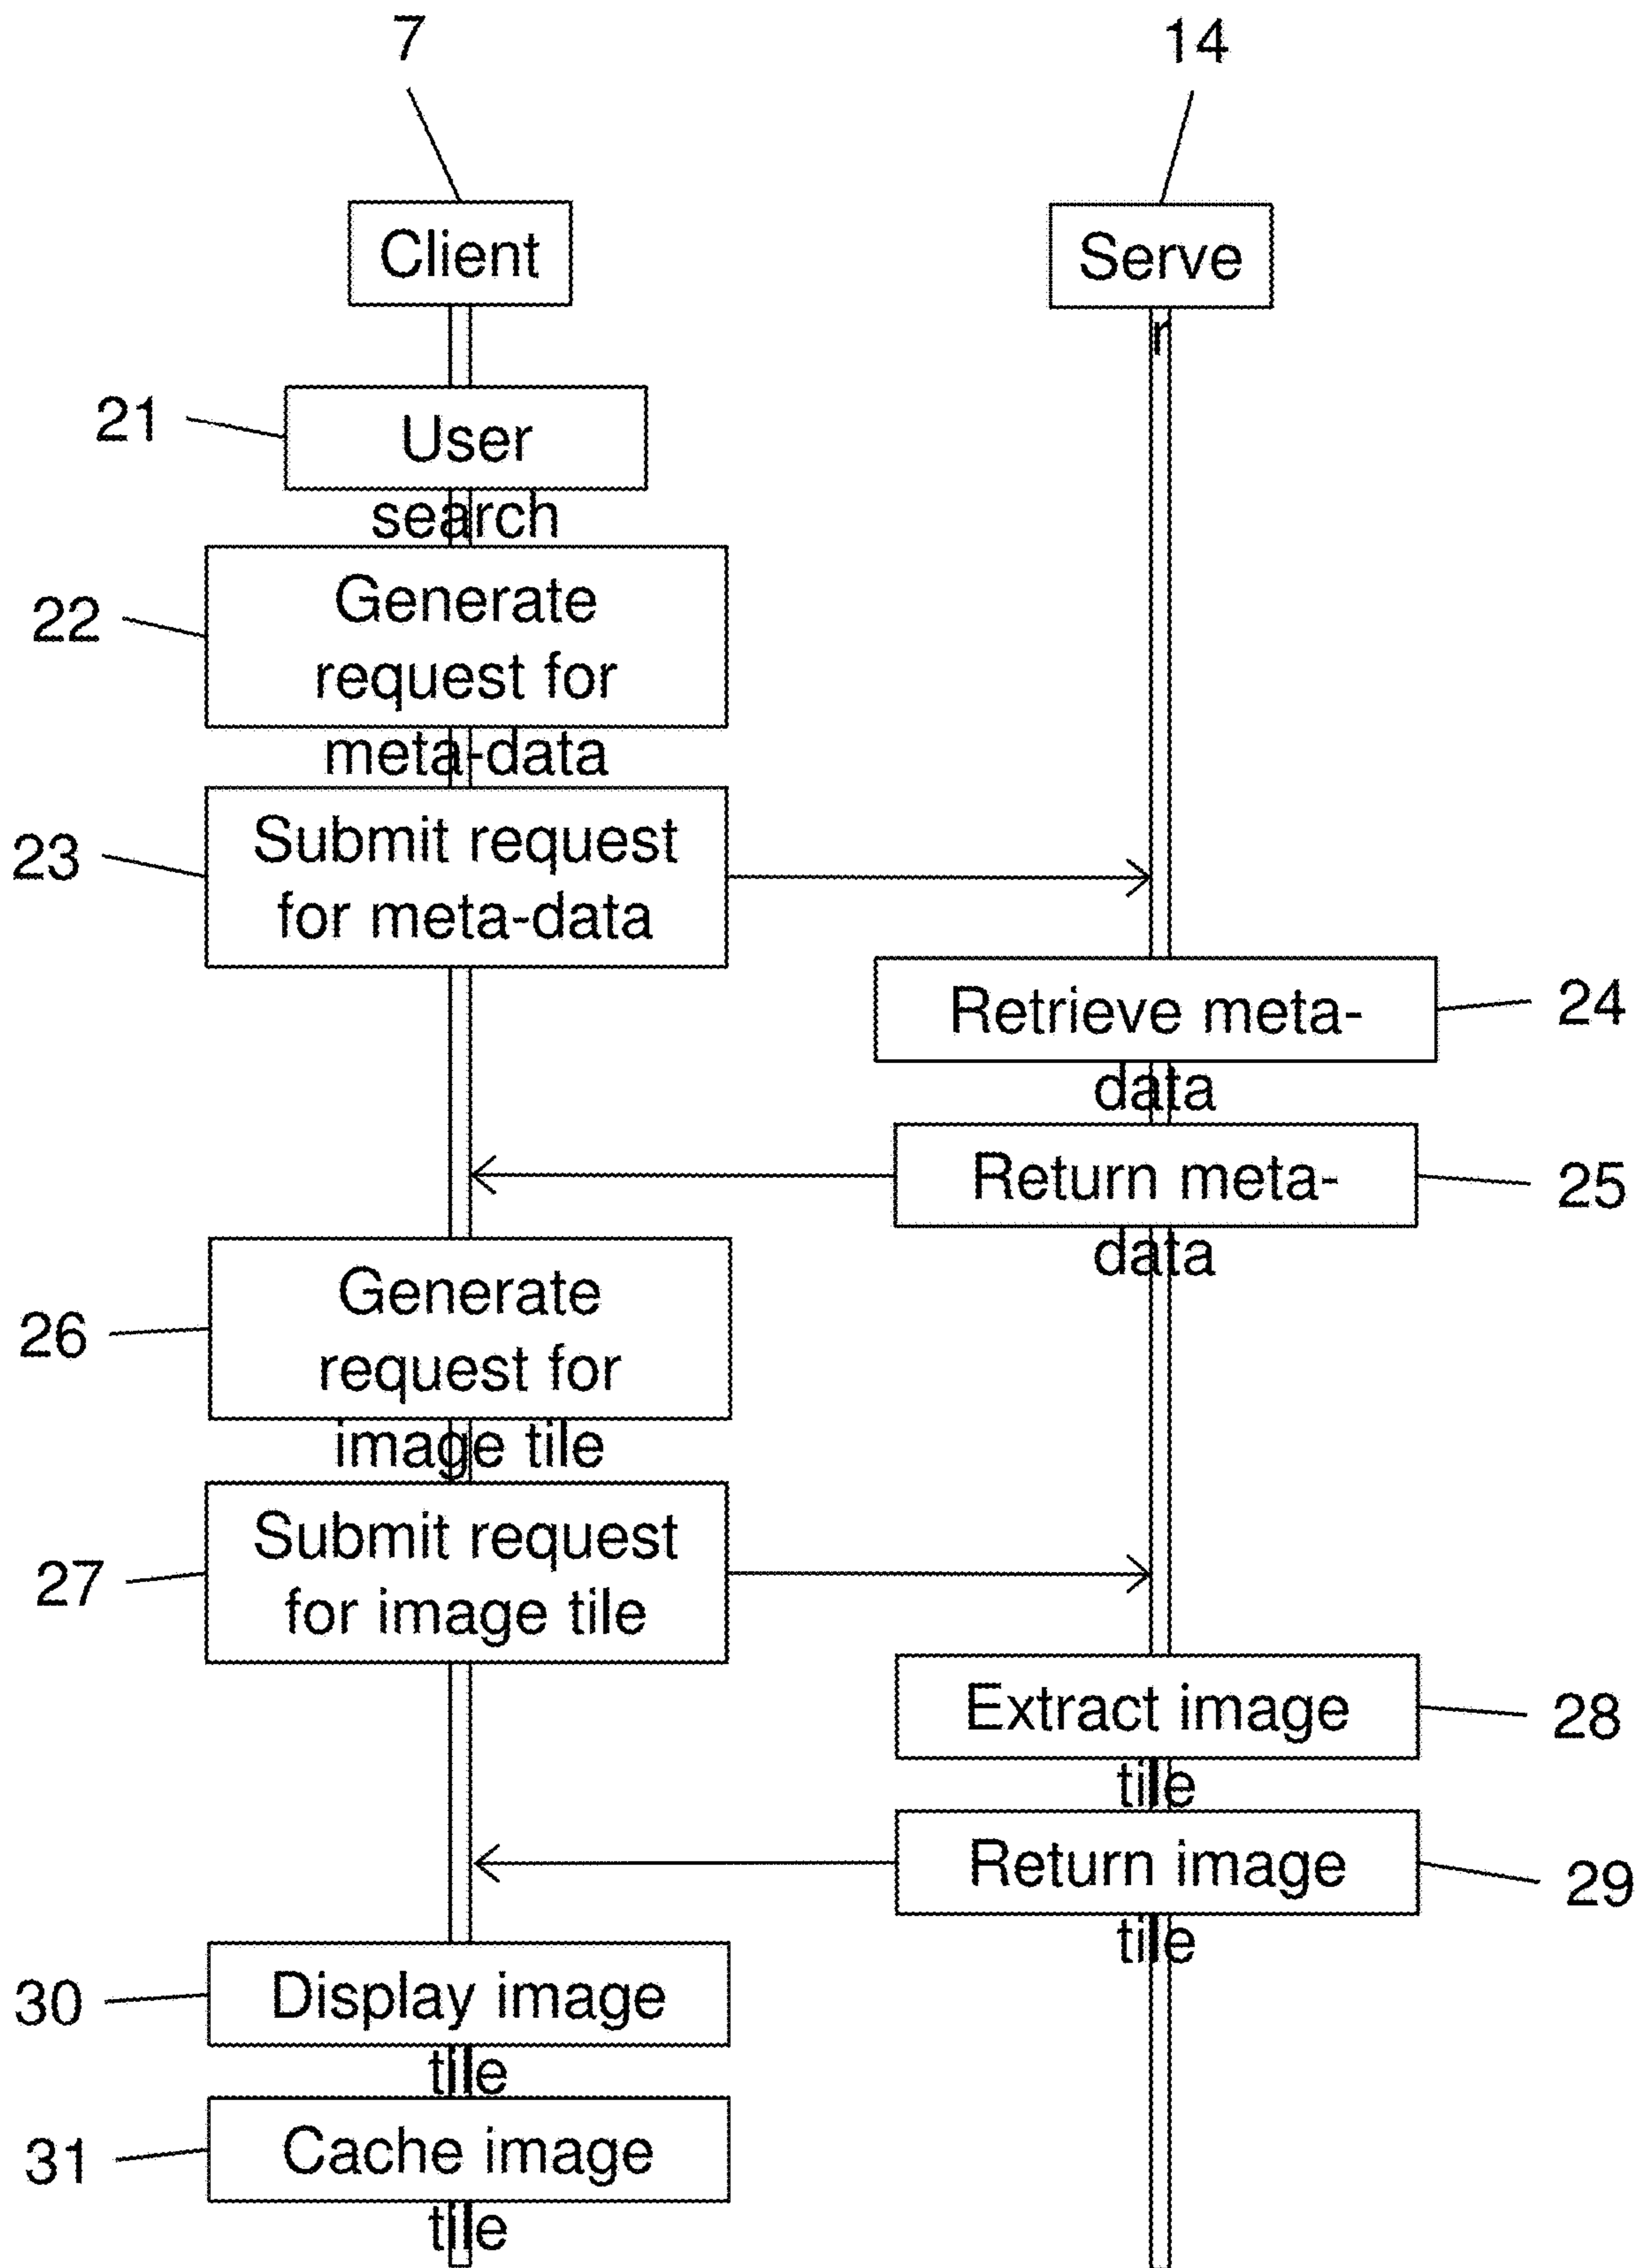 7
14
Client
Serve
r
21
User
search
22
Generate
request for
meta-data
23
Submit request
for meta-data
Retrieve meta-
data
24
Return meta-
data
25
26
Generate
request for
image tile
27
Submit request
for image tile
Extract image
tile
28
Return image
tile
29
30
Display image
tile
31
Cache image
tile